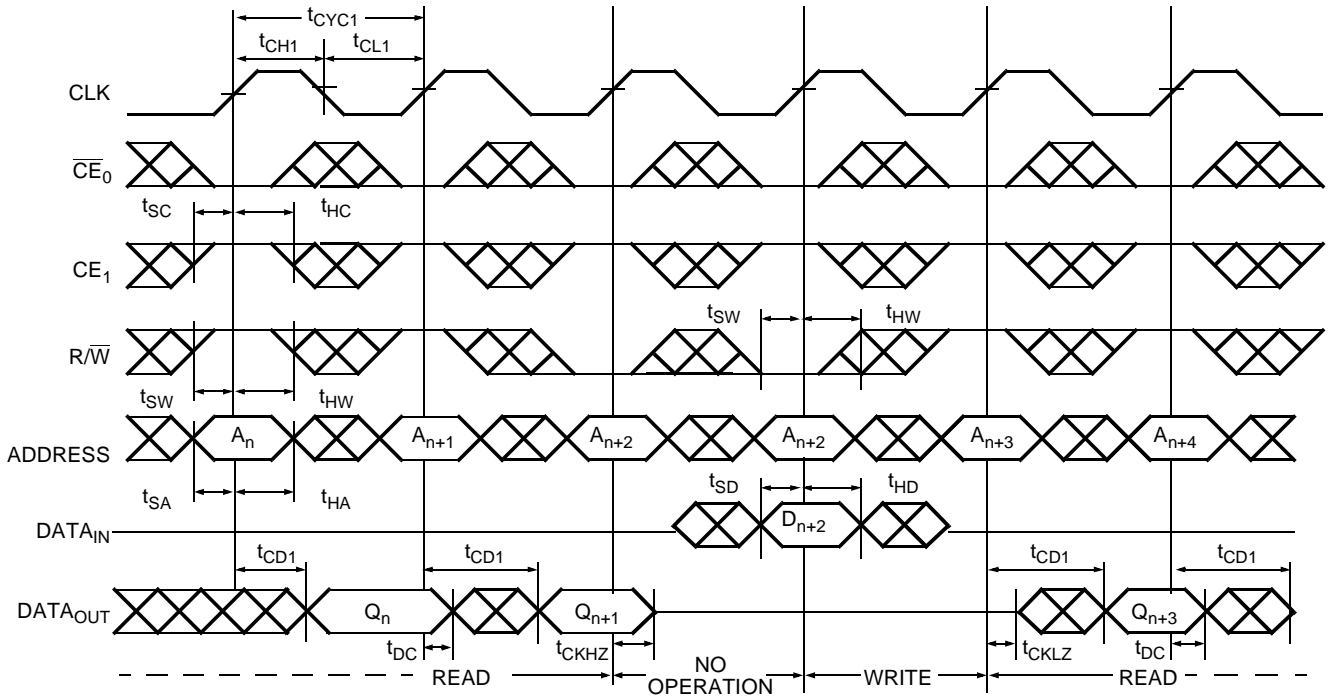 tCYC1
tCH1 tCL1
CLK
CE0
tSC tHC
CE1
tSW tHW
R/W
tSW tHW
An An+1 An+2 An+2 An+3 An+4
ADDRESS
tSA tHA tSD tHD
DATAIN Dn+2
tCD1 tCD1 tCD1 tCD1
DATAOUT Qn Qn+1 Qn+3
tDC tCKHZ tCKLZ tDC
READ NO OPERATION WRITE READ